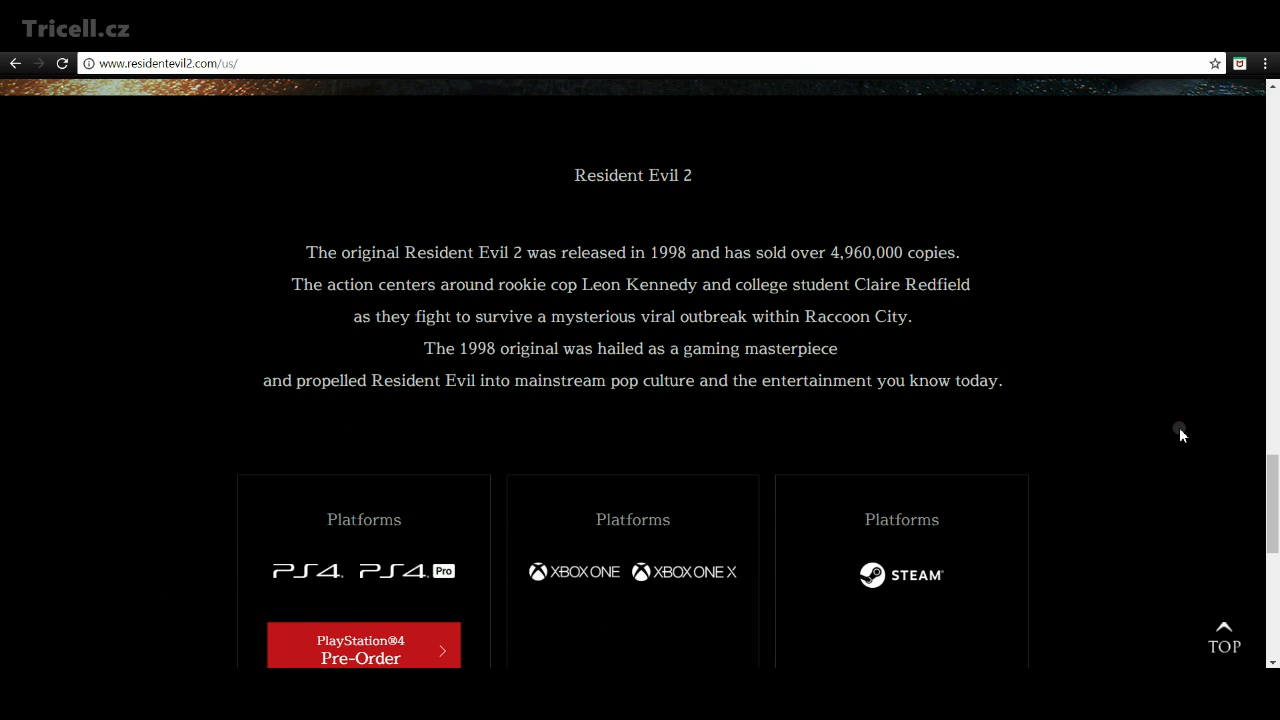 Tricell.cz
www.residentevil2.com/us/
Resident Evil 2
The original Resident Evil 2 was released in 1998 and has sold over 4,960,000 copies.
The action centers around rookie cop Leon Kennedy and college student Claire Redfield
as they fight to survive a mysterious viral outbreak within Raccoon City.
The 1998 original was hailed as a gaming masterpiece
and propelled Resident Evil into mainstream pop culture and the entertainment you know today.
Platforms
PS4 PS4 Pro
PlayStation®4
Pre-Order
Platforms
XBOX ONE XBOX ONE X
Platforms
STEAM
TOP